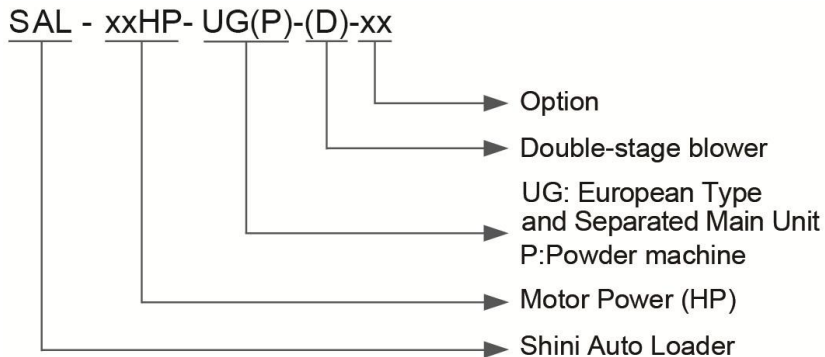 SAL - xxHP- UG(P)-(D)-xx
Option
Double-stage blower
UG: European Type
and Separated Main Unit
P:Powder machine
Motor Power (HP)
Shini Auto Loader